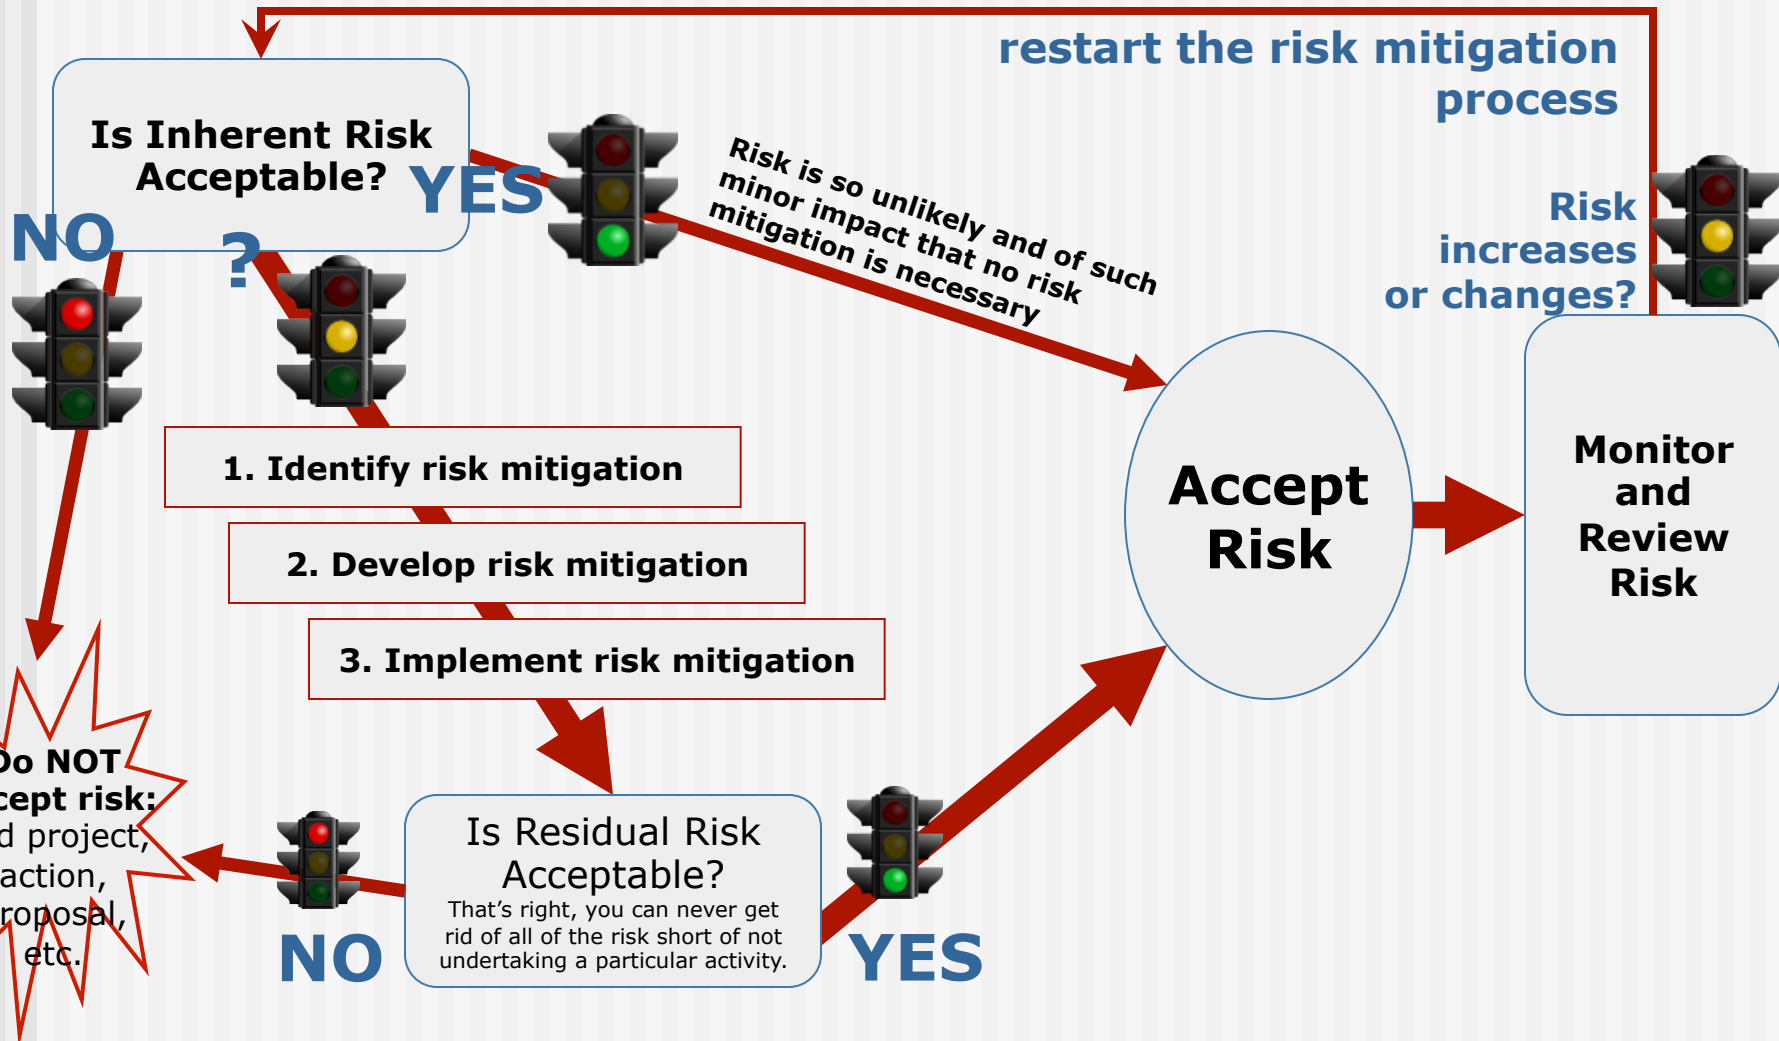 restart the risk mitigation
process
Is Inherent Risk
Acceptable?
YES
NO
?
Risk is so unlikely and of such
minor impact that no risk
mitigation is necessary
Risk
increases
or changes?
1. Identify risk mitigation
2. Develop risk mitigation
3. Implement risk mitigation
Accept
Risk
Monitor
and
Review
Risk
Do NOT
cept risk:
d project,
action,
roposal,
etc.
NO
Is Residual Risk
Acceptable?
That’s right, you can never get
rid of all of the risk short of not
undertaking a particular activity.
YES